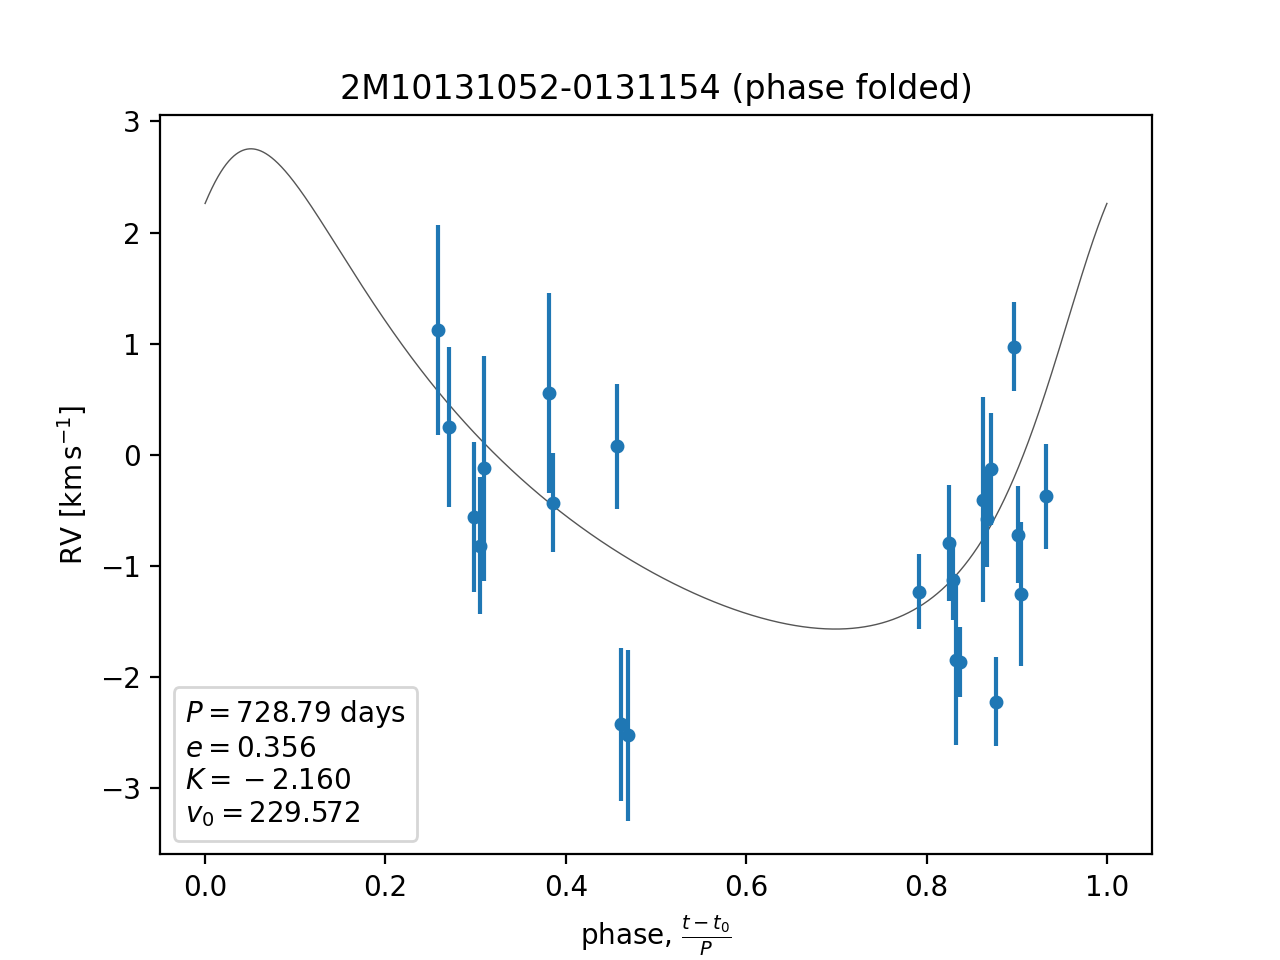 2M10131052-0131154 (phase folded)
3
2
1
0
−1
−2
−3
RV [km s⁻¹]
P = 728.79 days
e = 0.356
K = −2.160
v₀ = 229.572
0.0 0.2 0.4 0.6 0.8 1.0
phase, (t − t₀)/P